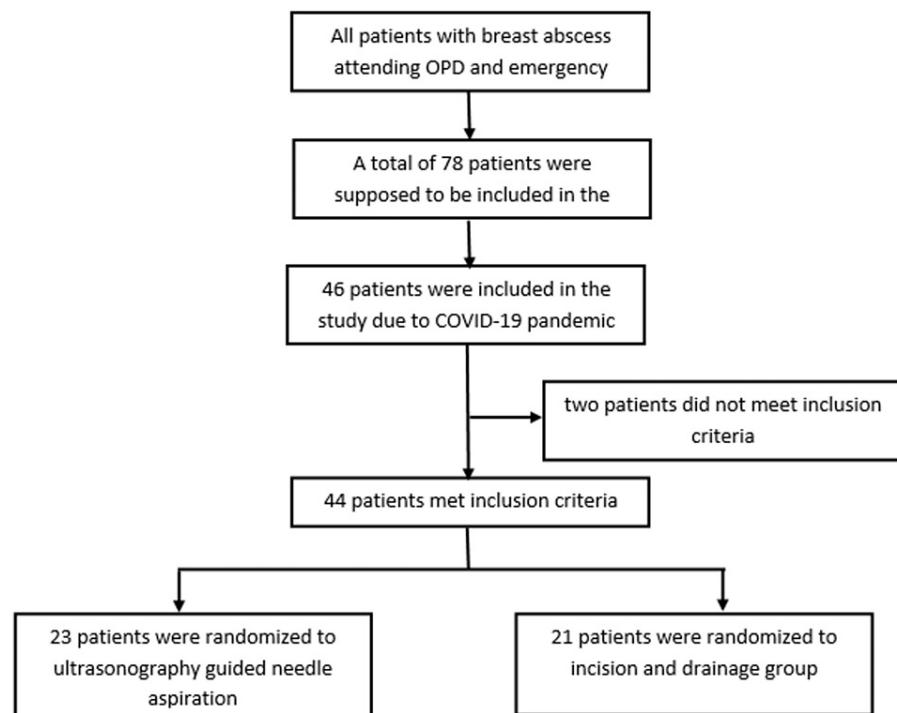 All patients with breast abscess
attending OPD and emergency
A total of 78 patients were
supposed to be included in the
46 patients were included in the
study due to COVID-19 pandemic
two patients did not meet inclusion
criteria
44 patients met inclusion criteria
23 patients were randomized to
ultrasonography guided needle
aspiration
21 patients were randomized to
incision and drainage group